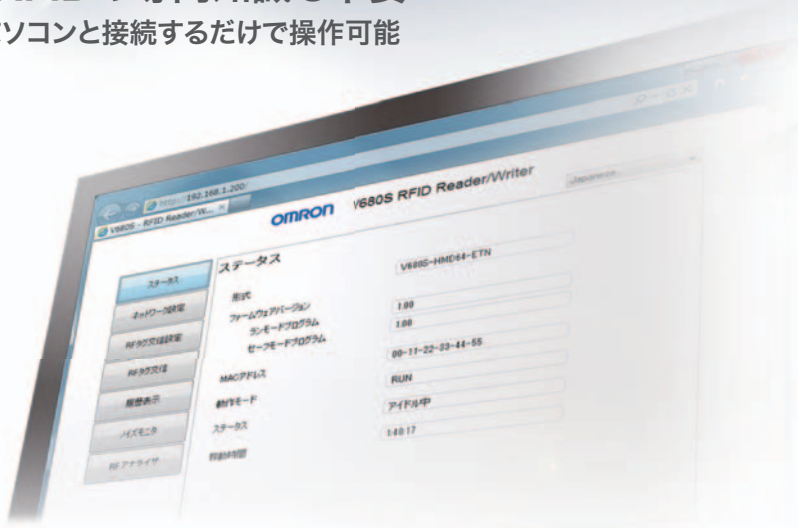 ソコンと接続するだけで操作可能
http://192.168.1.200/
V680S - RFID Reader/W...
OMRON V680S RFID Reader/Writer
Japanese
ステータス
ネットワーク設定
RFタグ交信設定
RFタグ交信
履歴表示
ノイズモニタ
RFアナライザ
ステータス
形式 V680S-HMD64-ETN
ファームウェアバージョン
ランモードプログラム 1.00
セーフモードプログラム 1.00
MACアドレス 00-11-22-33-44-55
動作モード RUN
ステータス アイドル中
稼動時間 1:40:17